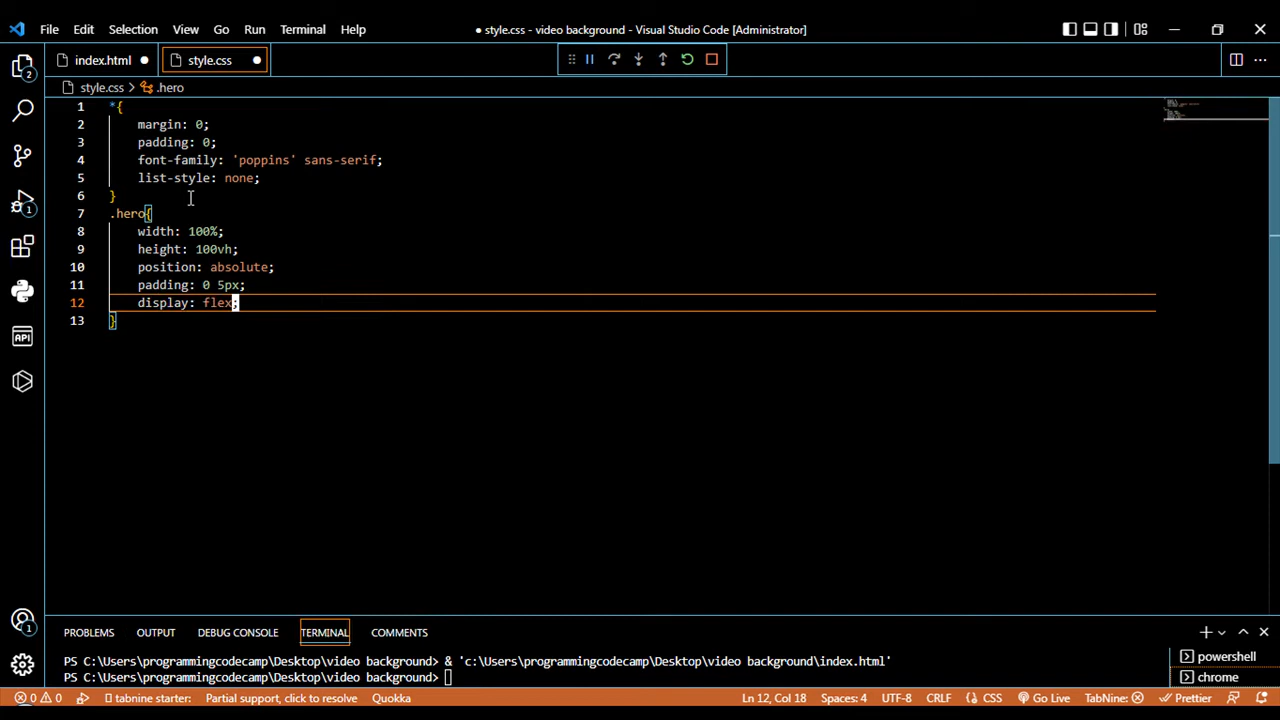 File Edit Selection View Go Run Terminal Help
● style.css - video background - Visual Studio Code [Administrator]
index.html ●
style.css ●
style.css > .hero
1 *{
2 margin: 0;
3 padding: 0;
4 font-family: 'poppins' sans-serif;
5 list-style: none;
6 }
7 .hero{
8 width: 100%;
9 height: 100vh;
10 position: absolute;
11 padding: 0 5px;
12 display: flex;
13 }
2
1
API
1
PROBLEMS OUTPUT DEBUG CONSOLE TERMINAL COMMENTS
PS C:\Users\programmingcodecamp\Desktop\video background> & 'c:\Users\programmingcodecamp\Desktop\video background\index.html'
PS C:\Users\programmingcodecamp\Desktop\video background>
powershell
chrome
0 0 tabnine starter: Partial support, click to resolve Quokka Ln 12, Col 18 Spaces: 4 UTF-8 CRLF {} CSS Go Live TabNine: Prettier